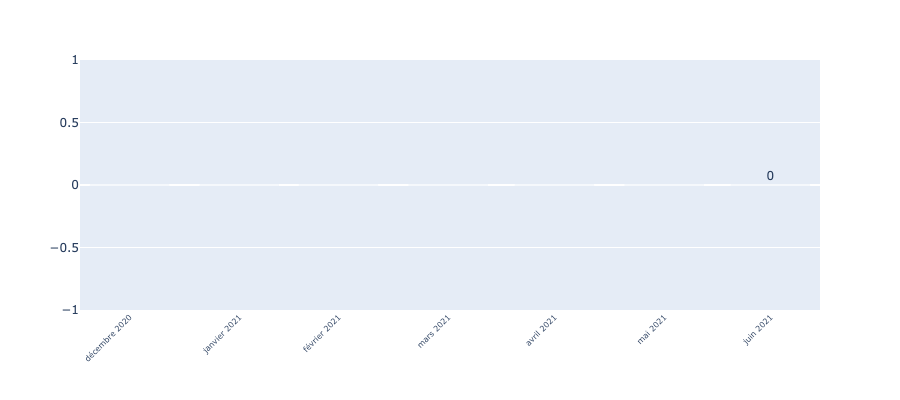 1
0.5
0
0
−0.5
−1
décembre 2020
janvier 2021
février 2021
mars 2021
avril 2021
mai 2021
juin 2021